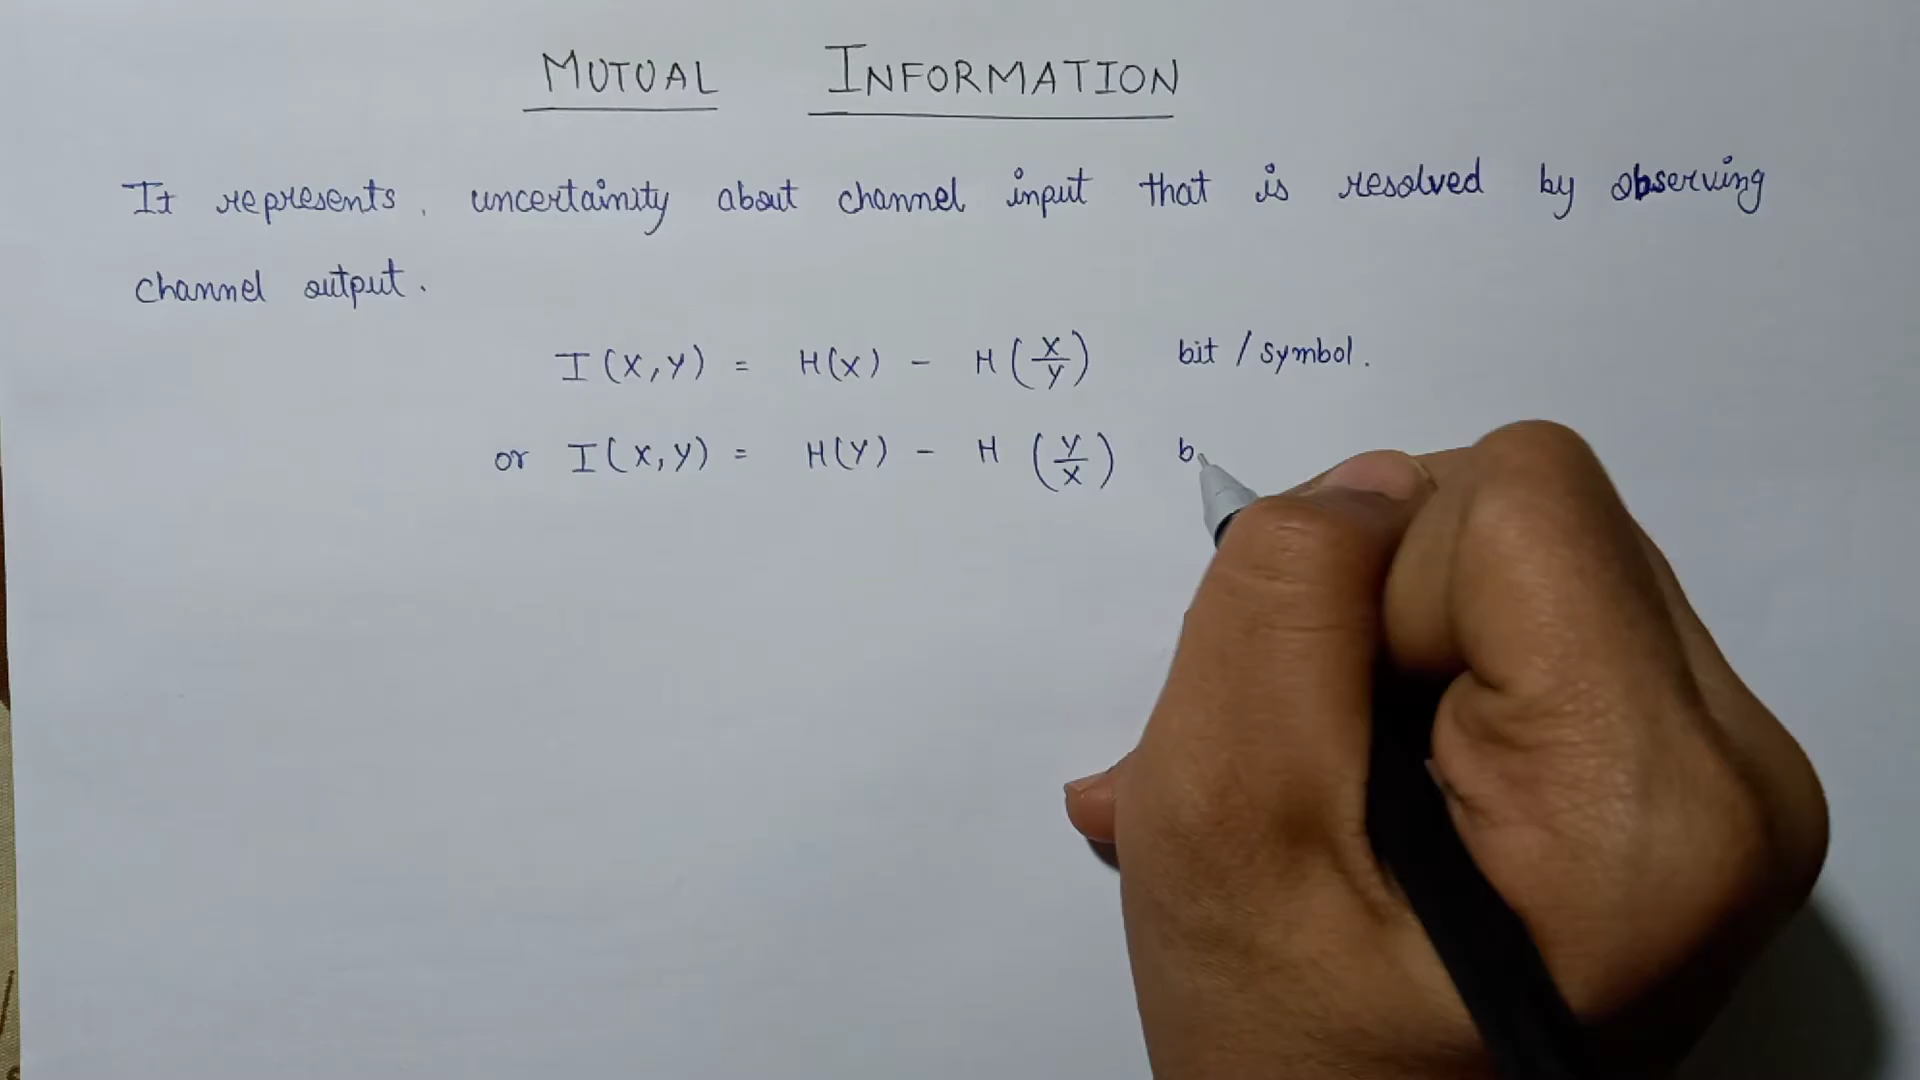 MUTUAL INFORMATION
It represents uncertainity about channel input that is resolved by observing
channel output.
I(X,Y) = H(X) - H(X/Y) bit / symbol.
or I(X,Y) = H(Y) - H(Y/X) b